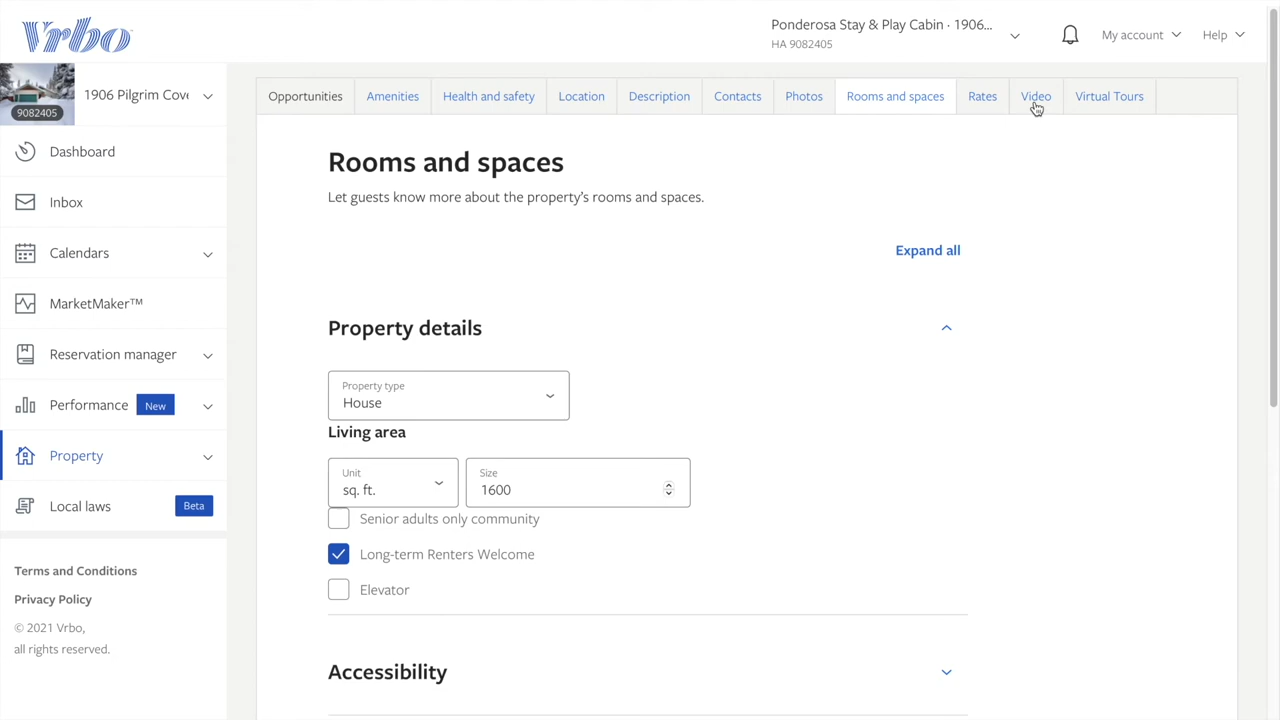 Vrbo
Ponderosa Stay & Play Cabin · 1906...
HA 9082405
My account
Help
9082405
1906 Pilgrim Cove
Opportunities
Amenities
Health and safety
Location
Description
Contacts
Photos
Rooms and spaces
Rates
Video
Virtual Tours
Dashboard
Inbox
Calendars
MarketMaker™
Reservation manager
Performance New
Property
Local laws Beta
Terms and Conditions
Privacy Policy
© 2021 Vrbo,
all rights reserved.
Rooms and spaces
Let guests know more about the property's rooms and spaces.
Expand all
Property details
Property type
House
Living area
Unit
sq. ft.
Size
1600
Senior adults only community
Long-term Renters Welcome
Elevator
Accessibility